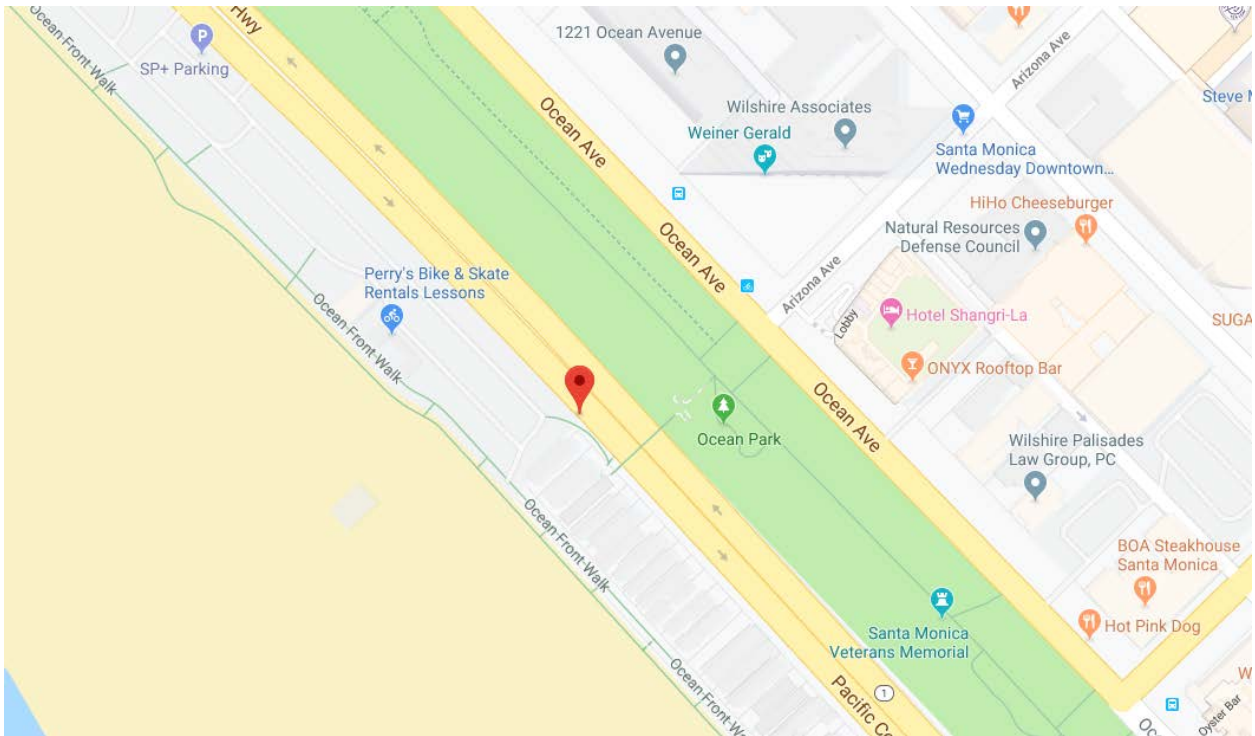 Hwy
P
SP+ Parking
Ocean Front Walk
1221 Ocean Avenue
Ocean Ave
Wilshire Associates
Weiner Gerald
Arizona Ave
Steve
Santa Monica
Wednesday Downtown...
HiHo Cheeseburger
Natural Resources
Defense Council
Ocean Ave
Arizona Ave
Lobby
Hotel Shangri-La
SUGA
Perry's Bike & Skate
Rentals Lessons
Ocean Front Walk
ONYX Rooftop Bar
Ocean Ave
Ocean Park
Wilshire Palisades
Law Group, PC
Ocean Front Walk
BOA Steakhouse
Santa Monica
Hot Pink Dog
Santa Monica
Veterans Memorial
Ocean Front Wa
1
Pacific Co
W
Oyster Bar
Oc